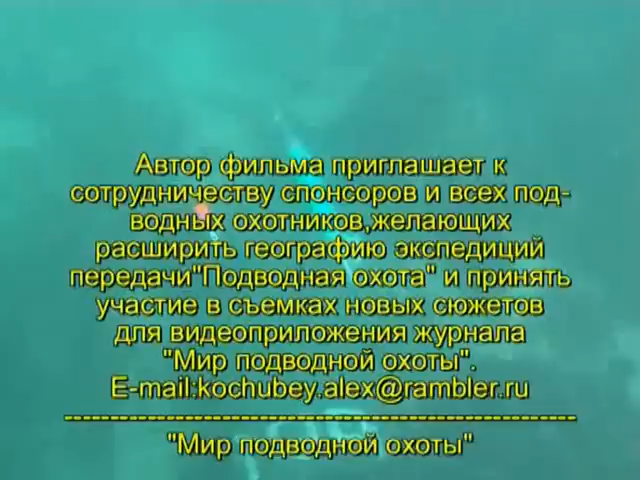 Автор фильма приглашает к
сотрудничеству спонсоров и всех под-
водных охотников,желающих
расширить географию экспедиций
передачи"Подводная охота" и принять
участие в съемках новых сюжетов
для видеоприложения журнала
"Мир подводной охоты".
E-mail:kochubey.alex@rambler.ru
------------------------------------------------------------
"Мир подводной охоты"